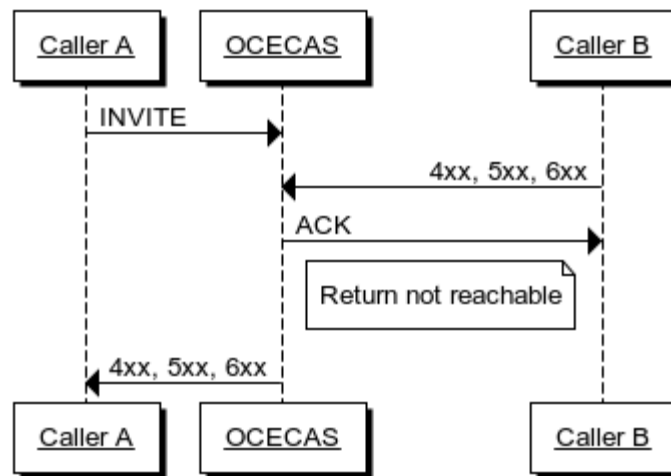 Caller A
OCECAS
Caller B
INVITE
4xx, 5xx, 6xx
ACK
Return not reachable
4xx, 5xx, 6xx
Caller A
OCECAS
Caller B